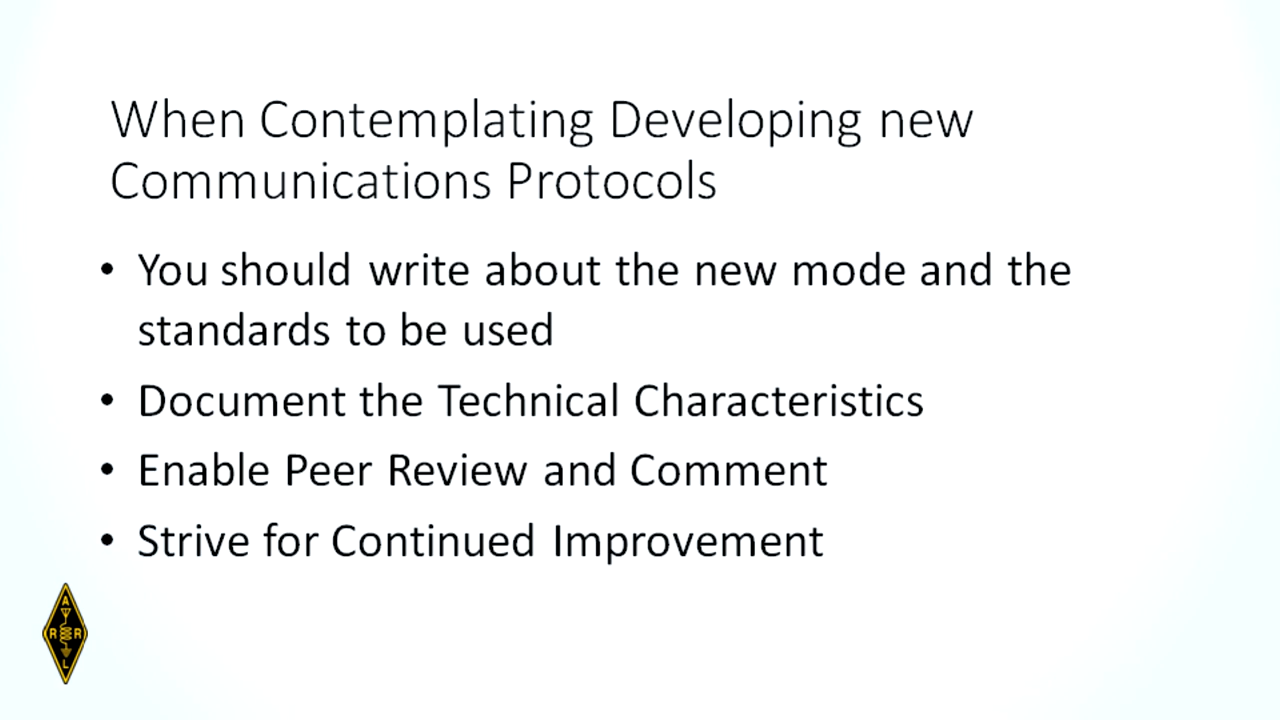 When Contemplating Developing new
Communications Protocols
• You should write about the new mode and the
standards to be used
• Document the Technical Characteristics
• Enable Peer Review and Comment
• Strive for Continued Improvement
A
R R
L